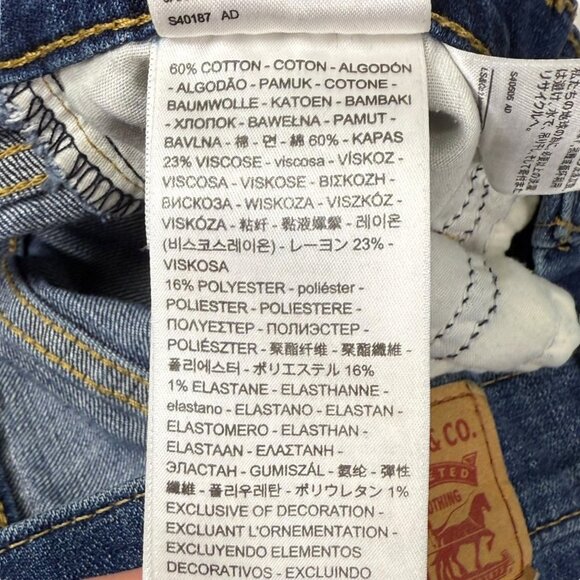 S40187 AD
60% COTTON - COTON - ALGODÓN
- ALGODÃO - PAMUK - COTONE -
BAUMWOLLE - KATOEN - BAMBAKI
- ХЛОПОК - BAWEŁNA - PAMUT -
BAVLNA - 棉 - 면 - 綿 60% - KAPAS
23% VISCOSE - viscosa - VİSKOZ -
VISCOSA - VISKOSE - ΒΙΣΚΟΖΗ -
ВИСКОЗА - WISKOZA - VISZKÓZ -
VISKÓZA - 粘纤 - 黏液嫘縈 - 레이온
(비스코스레이온) - レーヨン 23% -
VISKOSA
16% POLYESTER - poliéster -
POLIESTER - POLIESTERE -
ΠΟΛΥΕΣΤΕΡ - ПОЛИЭСТЕР -
POLIÉSZTER - 聚酯纤维 - 聚酯纖維 -
폴리에스터 - ポリエステル 16%
1% ELASTANE - ELASTHANNE -
elastano - ELASTANO - ELASTAN -
ELASTOMERO - ELASTHAN -
ELASTAAN - ΕΛΑΣΤΑΝΗ -
ЭЛАСТАН - GUMISZÁL - 氨纶 - 彈性
纖維 - 폴리우레탄 - ポリウレタン 1%
EXCLUSIVE OF DECORATION -
EXCLUANT L'ORNEMENTATION -
EXCLUYENDO ELEMENTOS
DECORATIVOS - EXCLUINDO
& CO.
CLOTHING